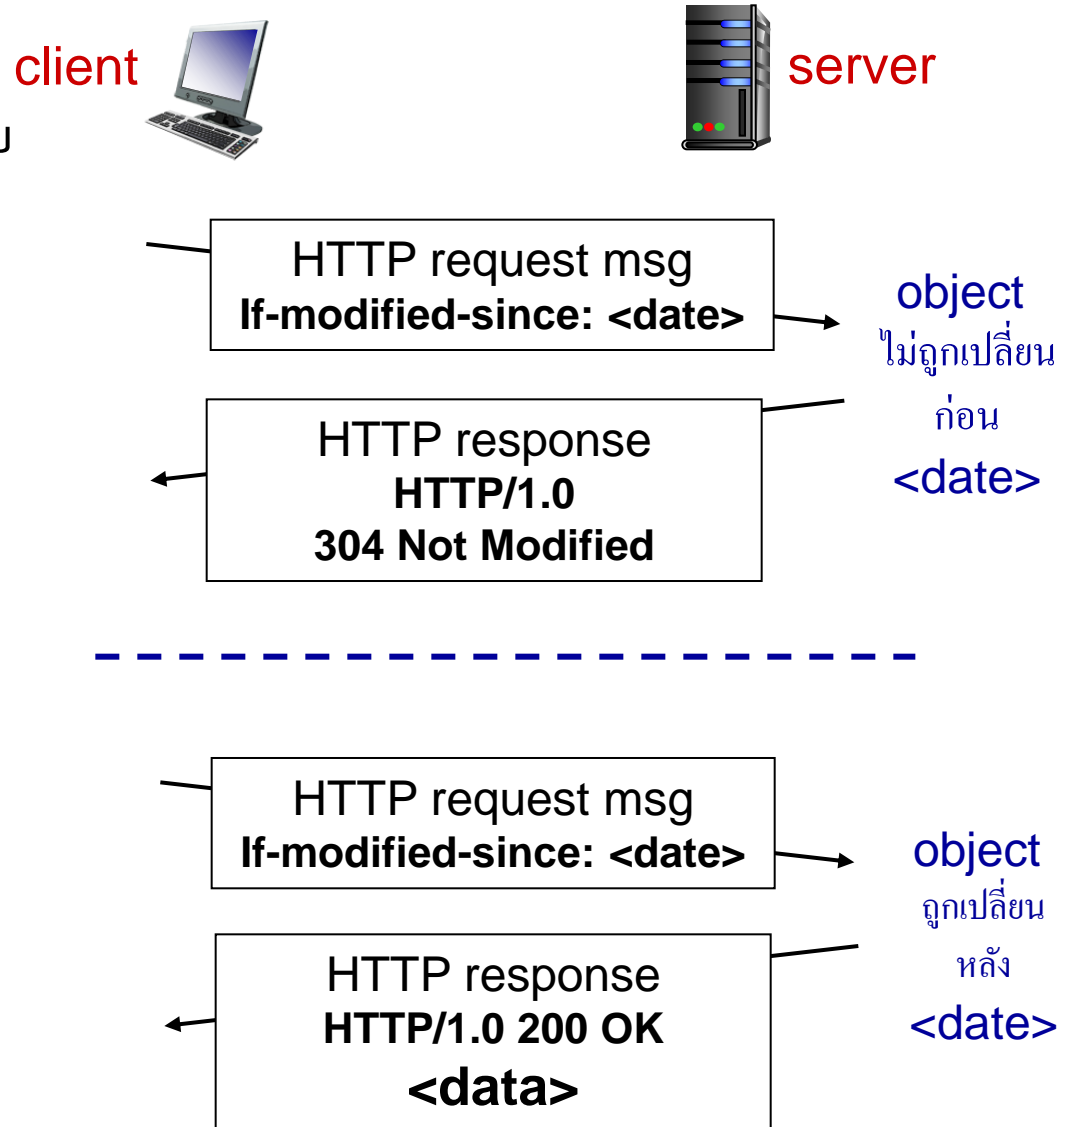 client
server
HTTP request msg
If-modified-since: <date>
object
ไม่ถูกเปลี่ยน
ก่อน
<date>
HTTP response
HTTP/1.0
304 Not Modified
HTTP request msg
If-modified-since: <date>
object
ถูกเปลี่ยน
หลัง
<date>
HTTP response
HTTP/1.0 200 OK
<data>